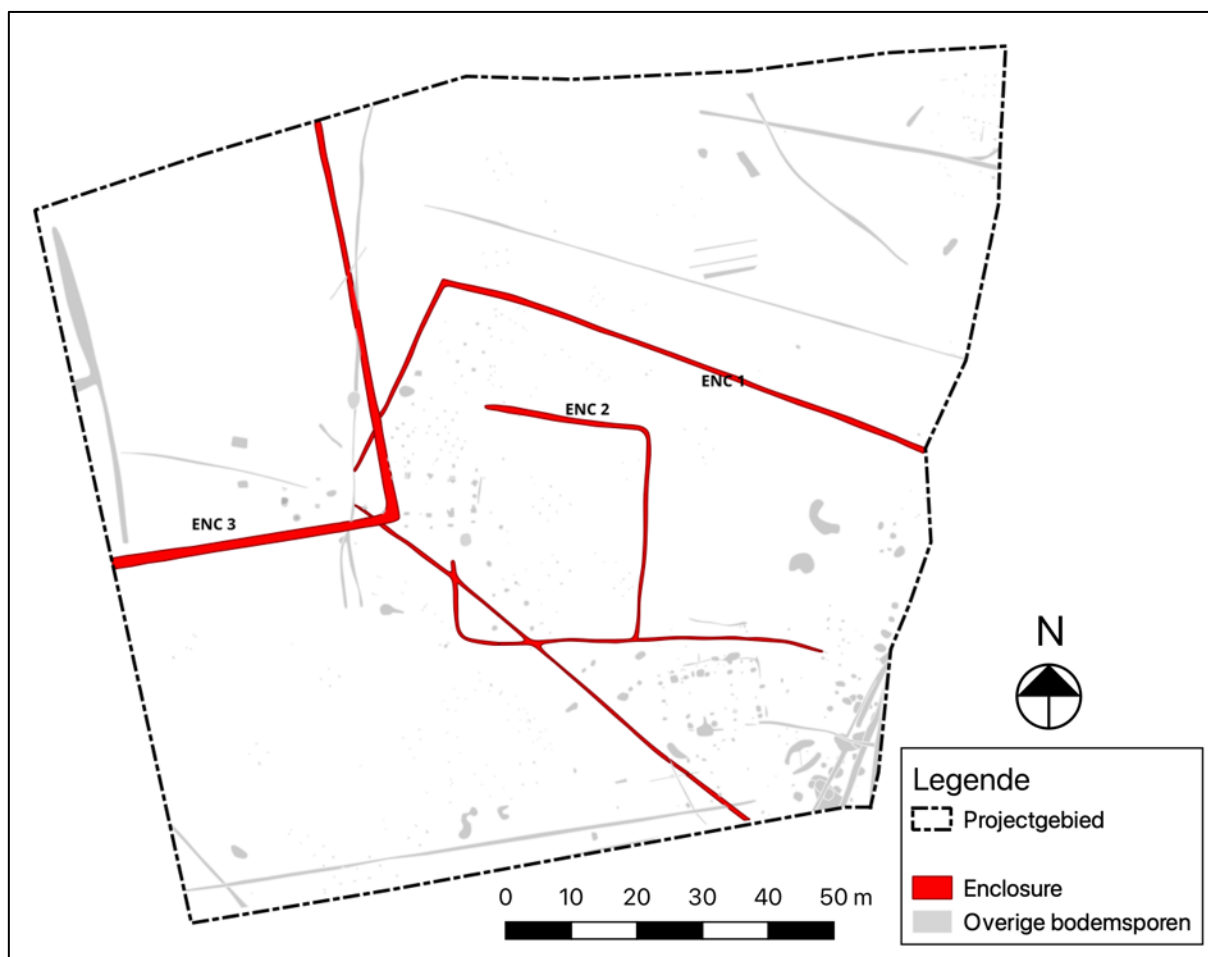 ENC 1
ENC 2
ENC 3
N
Legende
Projectgebied
Enclosure
Overige bodemsporen
0 10 20 30 40 50 m